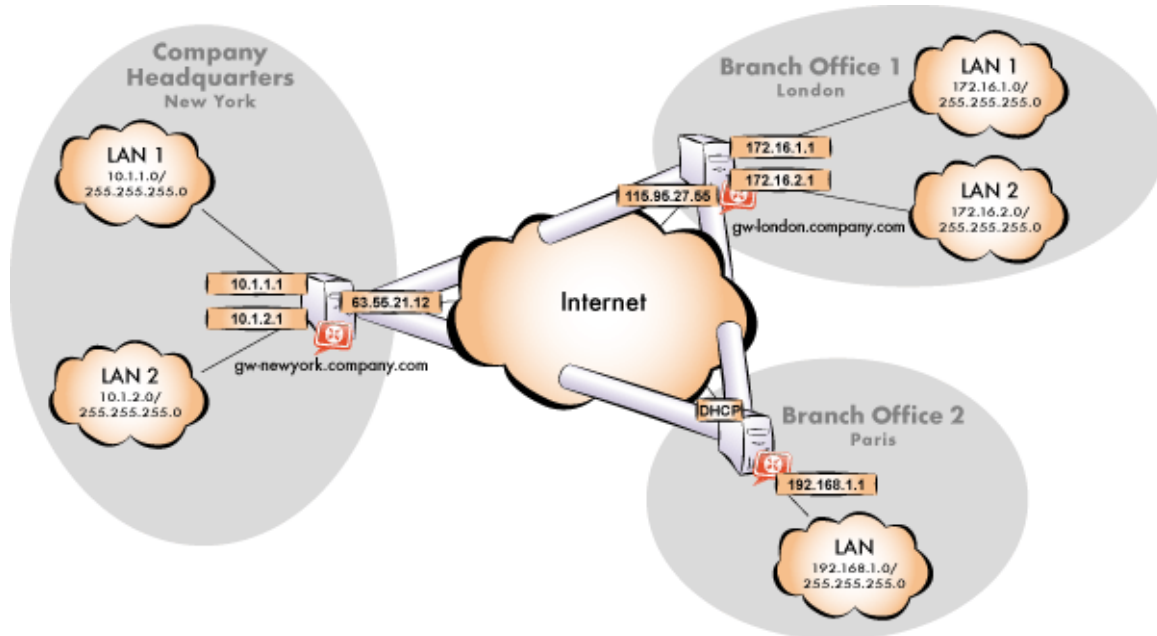 Company
Headquarters
New York
LAN 1
10.1.1.0/
255.255.255.0
10.1.1.1
10.1.2.1
63.55.21.12
gw-newyork.company.com
LAN 2
10.1.2.0/
255.255.255.0
Internet
Branch Office 1
London
LAN 1
172.16.1.0/
255.255.255.0
172.16.1.1
172.16.2.1
115.95.27.55
gw-london.company.com
LAN 2
172.16.2.0/
255.255.255.0
Branch Office 2
Paris
DHCP
192.168.1.1
LAN
192.168.1.0/
255.255.255.0